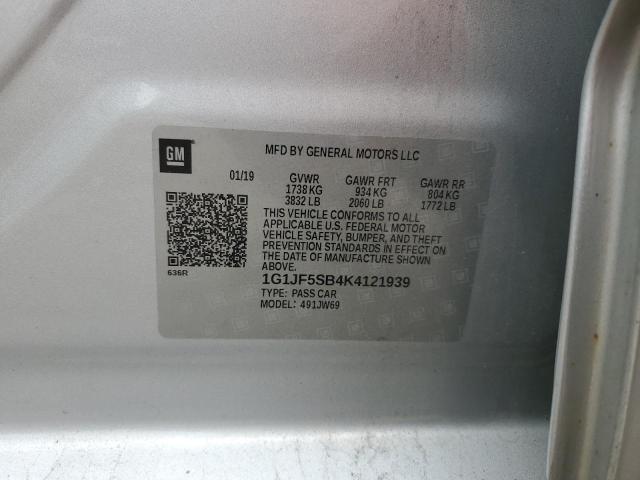 GM
MFD BY GENERAL MOTORS LLC
01/19 GVWR GAWR FRT GAWR RR
1738 KG 934 KG 804 KG
3832 LB 2060 LB 1772 LB
THIS VEHICLE CONFORMS TO ALL
APPLICABLE U.S. FEDERAL MOTOR
VEHICLE SAFETY, BUMPER, AND THEFT
PREVENTION STANDARDS IN EFFECT ON
THE DATE OF MANUFACTURE SHOWN
ABOVE.
636R
1G1JF5SB4K4121939
TYPE: PASS CAR
MODEL: 491JW69